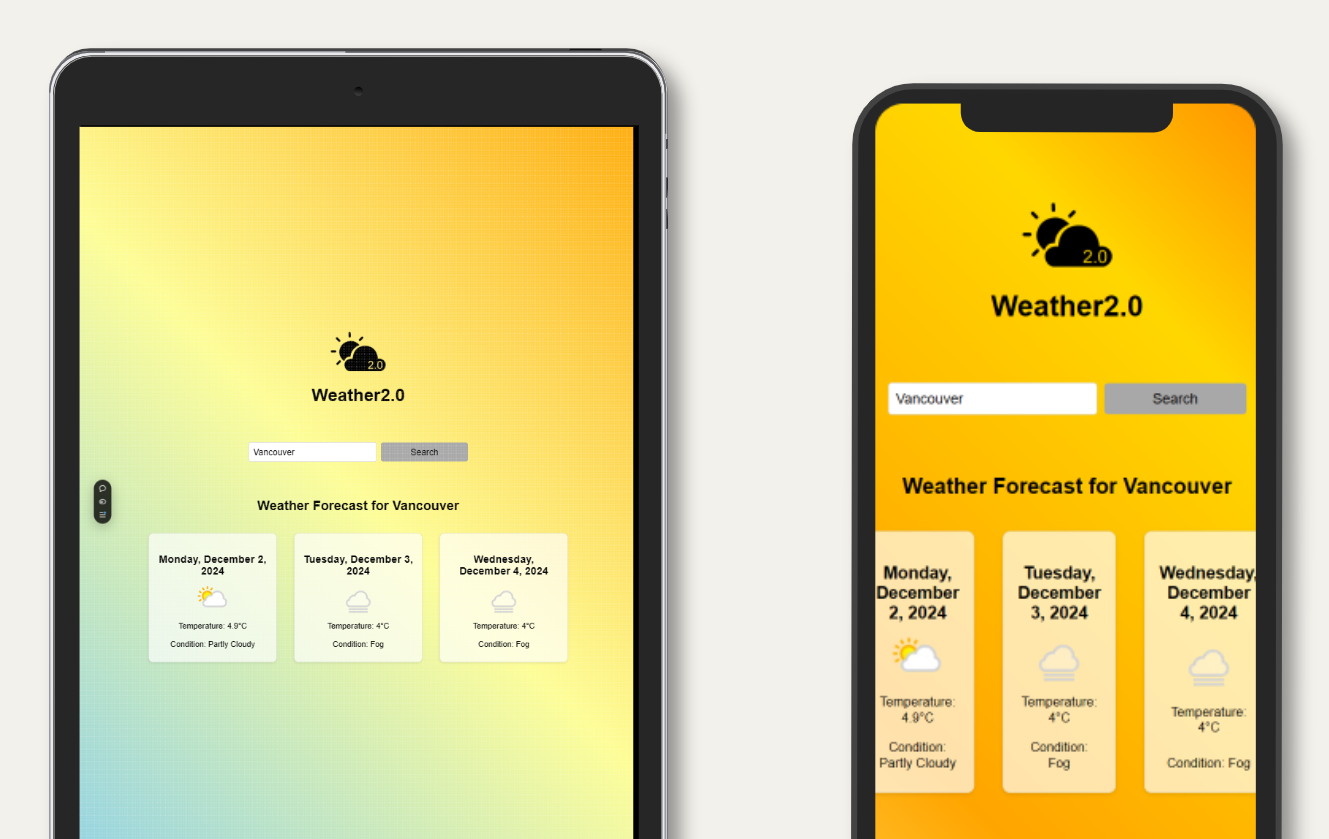 2.0
Weather2.0
Vancouver
Search
Weather Forecast for Vancouver
Monday, December 2,
2024
Temperature: 4.9°C
Condition: Partly Cloudy
Tuesday, December 3,
2024
Temperature: 4°C
Condition: Fog
Wednesday,
December 4, 2024
Temperature: 4°C
Condition: Fog
2.0
Weather2.0
Vancouver
Search
Weather Forecast for Vancouver
Monday,
December
2, 2024
Temperature:
4.9°C
Condition:
Partly Cloudy
Tuesday,
December
3, 2024
Temperature:
4°C
Condition:
Fog
Wednesday,
December
4, 2024
Temperature:
4°C
Condition: Fog